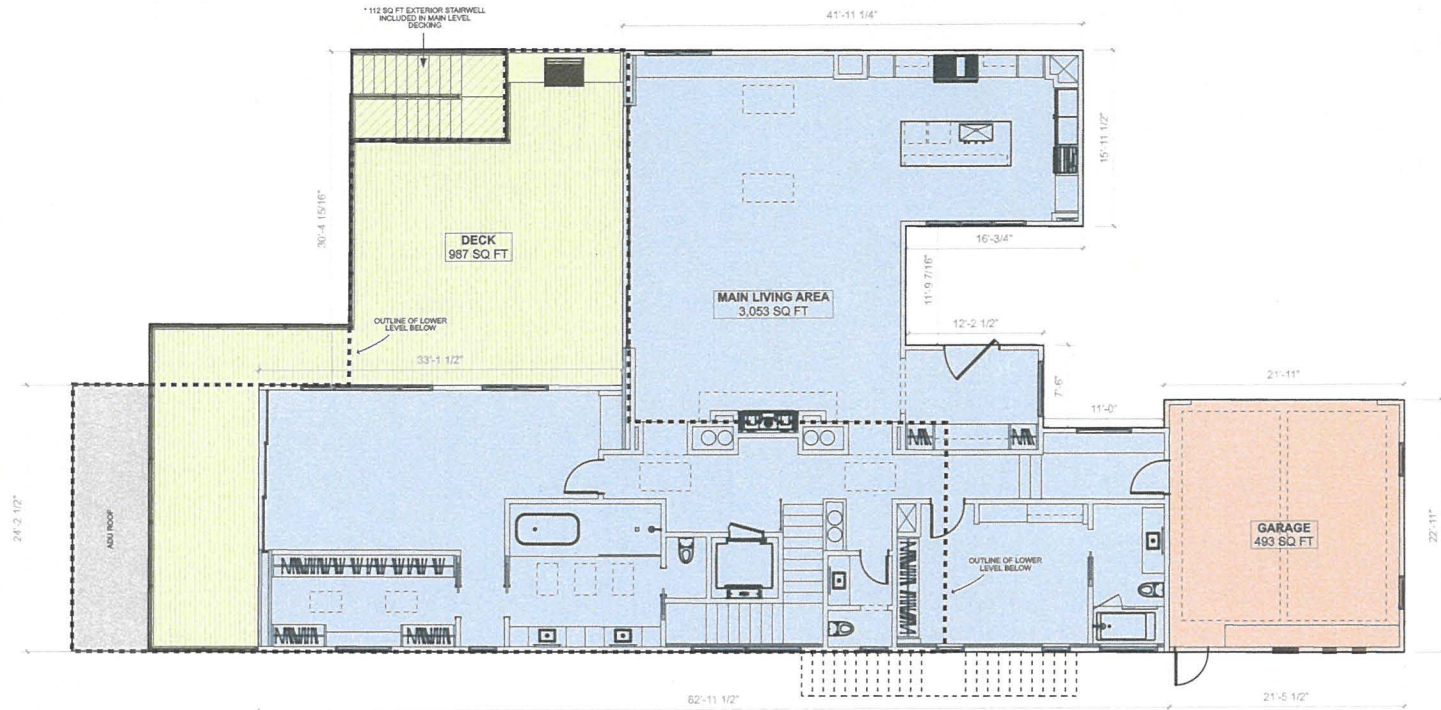 * 112 SQ FT EXTERIOR STAIRWELL
INCLUDED IN MAIN LEVEL
DECKING
41'-11 1/4"
15'-11 1/2"
30'-4 15/16"
DECK
987 SQ FT
16'-3/4"
11'-9 7/16"
MAIN LIVING AREA
3,053 SQ FT
OUTLINE OF LOWER
LEVEL BELOW
12'-2 1/2"
33'-1 1/2"
7'-6"
21'-11"
11'-0"
24'-2 1/2"
ADU ROOF
GARAGE
493 SQ FT
22'-11"
OUTLINE OF LOWER
LEVEL BELOW
82'-11 1/2"
21'-5 1/2"